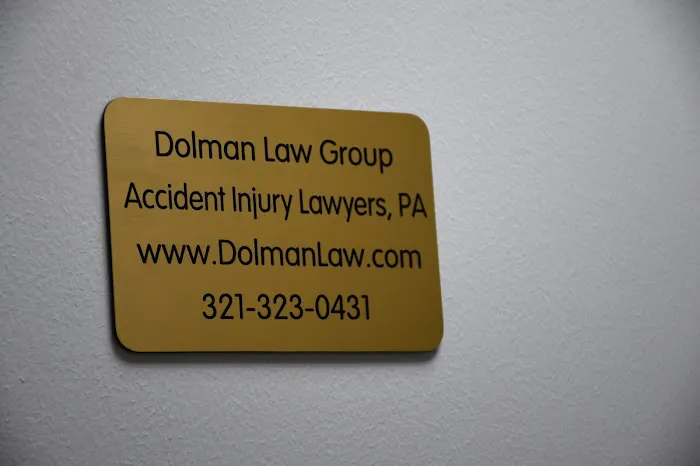 Dolman Law Group
Accident Injury Lawyers, PA
www.DolmanLaw.com
321-323-0431